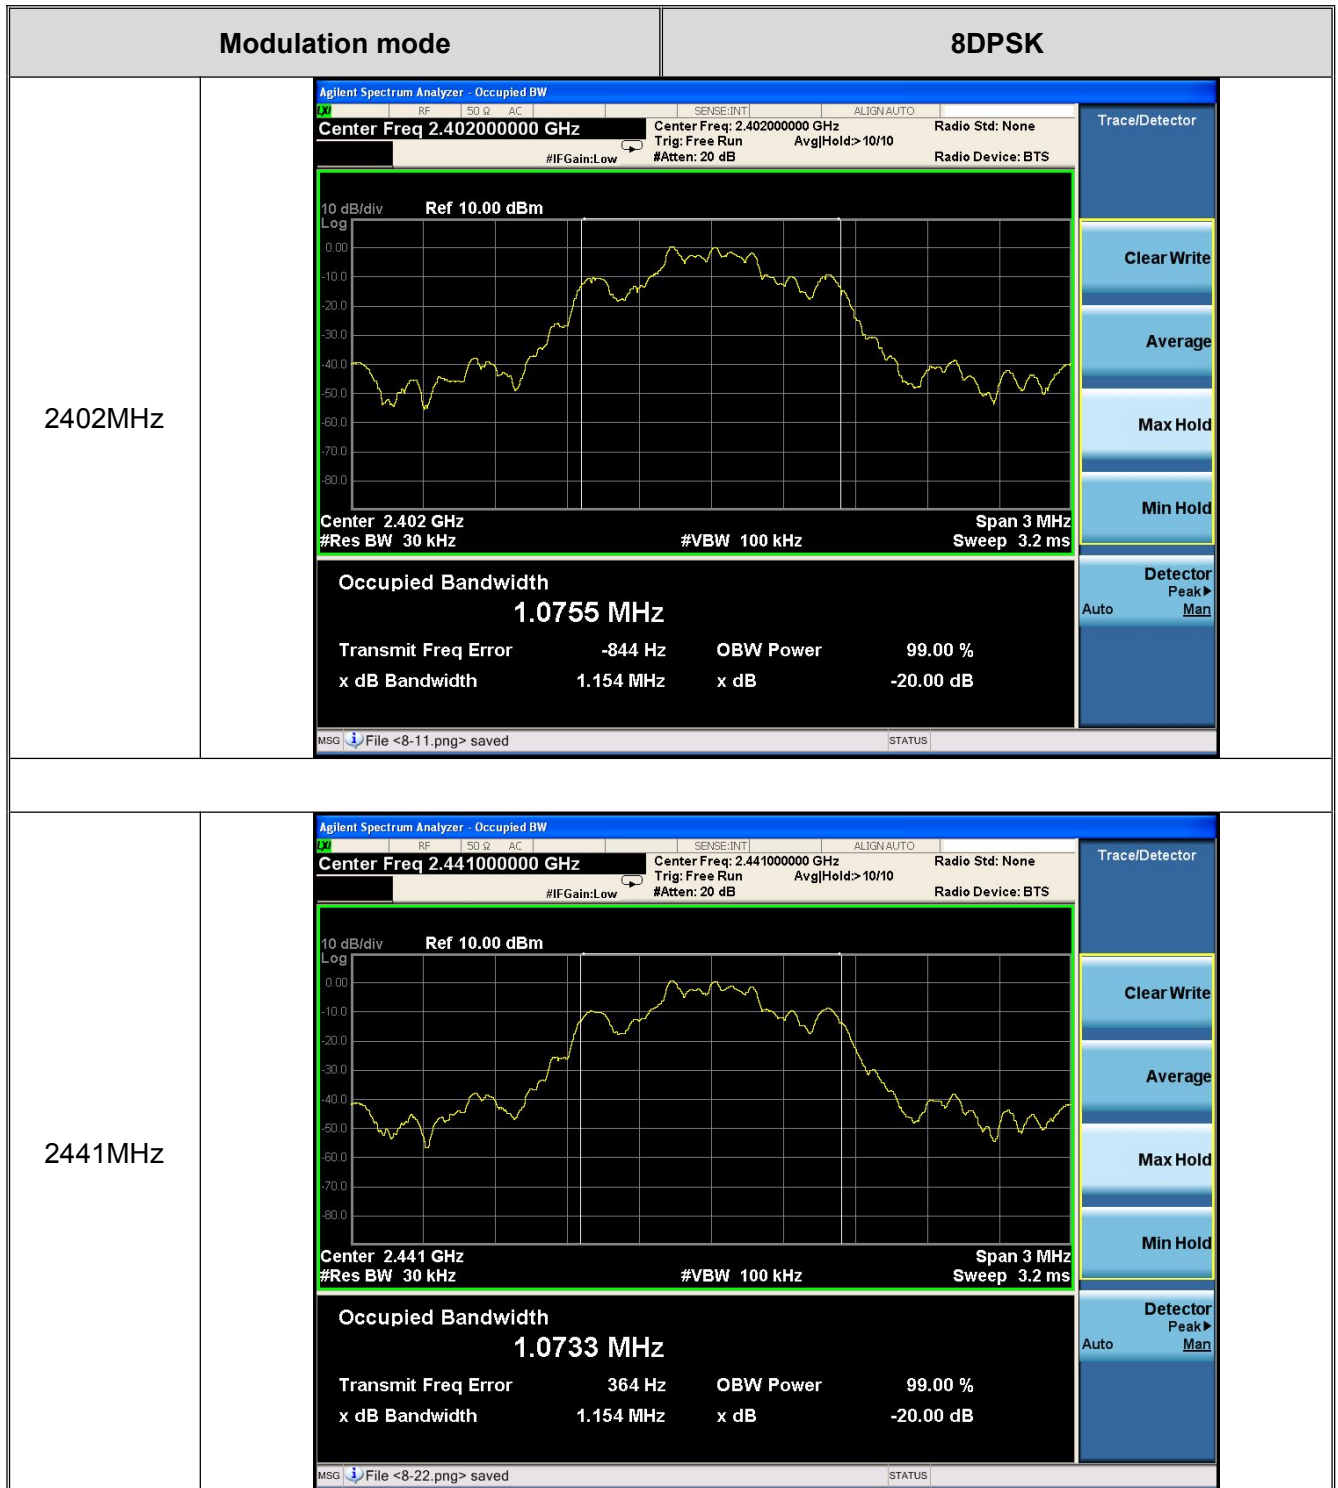 Modulation mode 8DPSK
2402MHz
Agilent Spectrum Analyzer - Occupied BW
LXI RF 50 Ω AC SENSE:INT ALIGN AUTO
Center Freq 2.402000000 GHz Center Freq: 2.402000000 GHz Radio Std: None
Trig: Free Run Avg|Hold:> 10/10
#IFGain:Low #Atten: 20 dB Radio Device: BTS
Trace/Detector
10 dB/div Ref 10.00 dBm
Log
0.00
-10.0
-20.0
-30.0
-40.0
-50.0
-60.0
-70.0
-80.0
Center 2.402 GHz Span 3 MHz
#Res BW 30 kHz #VBW 100 kHz Sweep 3.2 ms
Clear Write
Average
Max Hold
Min Hold
Detector
Peak▶
Auto Man
Occupied Bandwidth
1.0755 MHz
Transmit Freq Error -844 Hz OBW Power 99.00 %
x dB Bandwidth 1.154 MHz x dB -20.00 dB
MSG File <8-11.png> saved STATUS
2441MHz
Agilent Spectrum Analyzer - Occupied BW
LXI RF 50 Ω AC SENSE:INT ALIGN AUTO
Center Freq 2.441000000 GHz Center Freq: 2.441000000 GHz Radio Std: None
Trig: Free Run Avg|Hold:> 10/10
#IFGain:Low #Atten: 20 dB Radio Device: BTS
Trace/Detector
10 dB/div Ref 10.00 dBm
Log
0.00
-10.0
-20.0
-30.0
-40.0
-50.0
-60.0
-70.0
-80.0
Center 2.441 GHz Span 3 MHz
#Res BW 30 kHz #VBW 100 kHz Sweep 3.2 ms
Clear Write
Average
Max Hold
Min Hold
Detector
Peak▶
Auto Man
Occupied Bandwidth
1.0733 MHz
Transmit Freq Error 364 Hz OBW Power 99.00 %
x dB Bandwidth 1.154 MHz x dB -20.00 dB
MSG File <8-22.png> saved STATUS